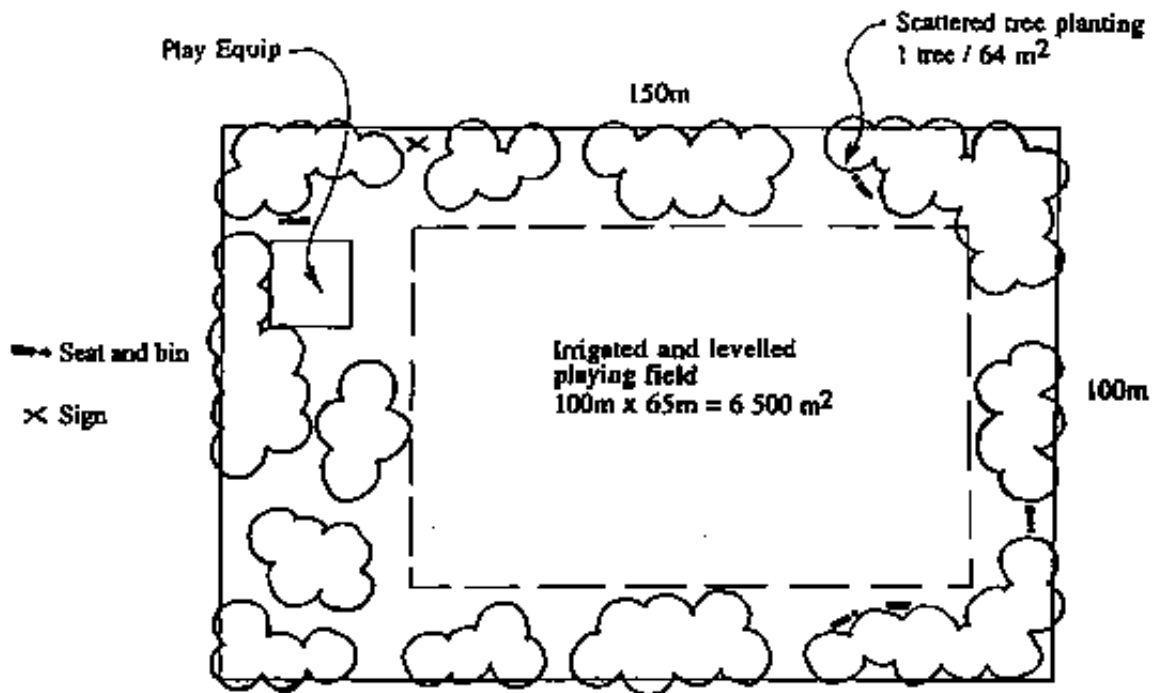 Scattered tree planting
1 tree / 64 m²
Play Equip
150m
Irrigated and levelled
playing field
100m x 65m = 6 500 m²
Seat and bin
100m
× Sign